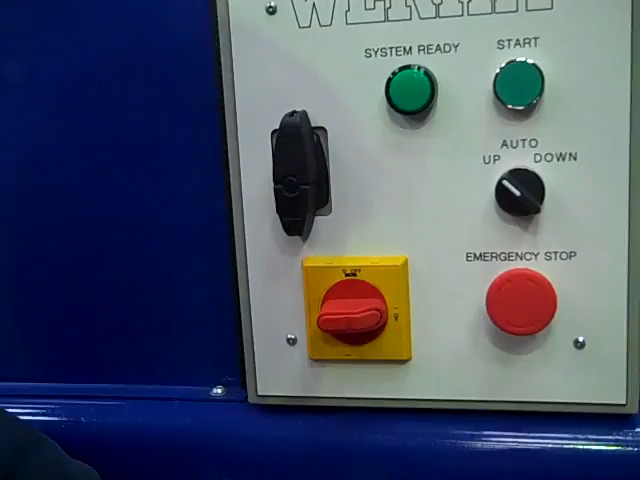 SYSTEM READY
START
AUTO
UP DOWN
EMERGENCY STOP